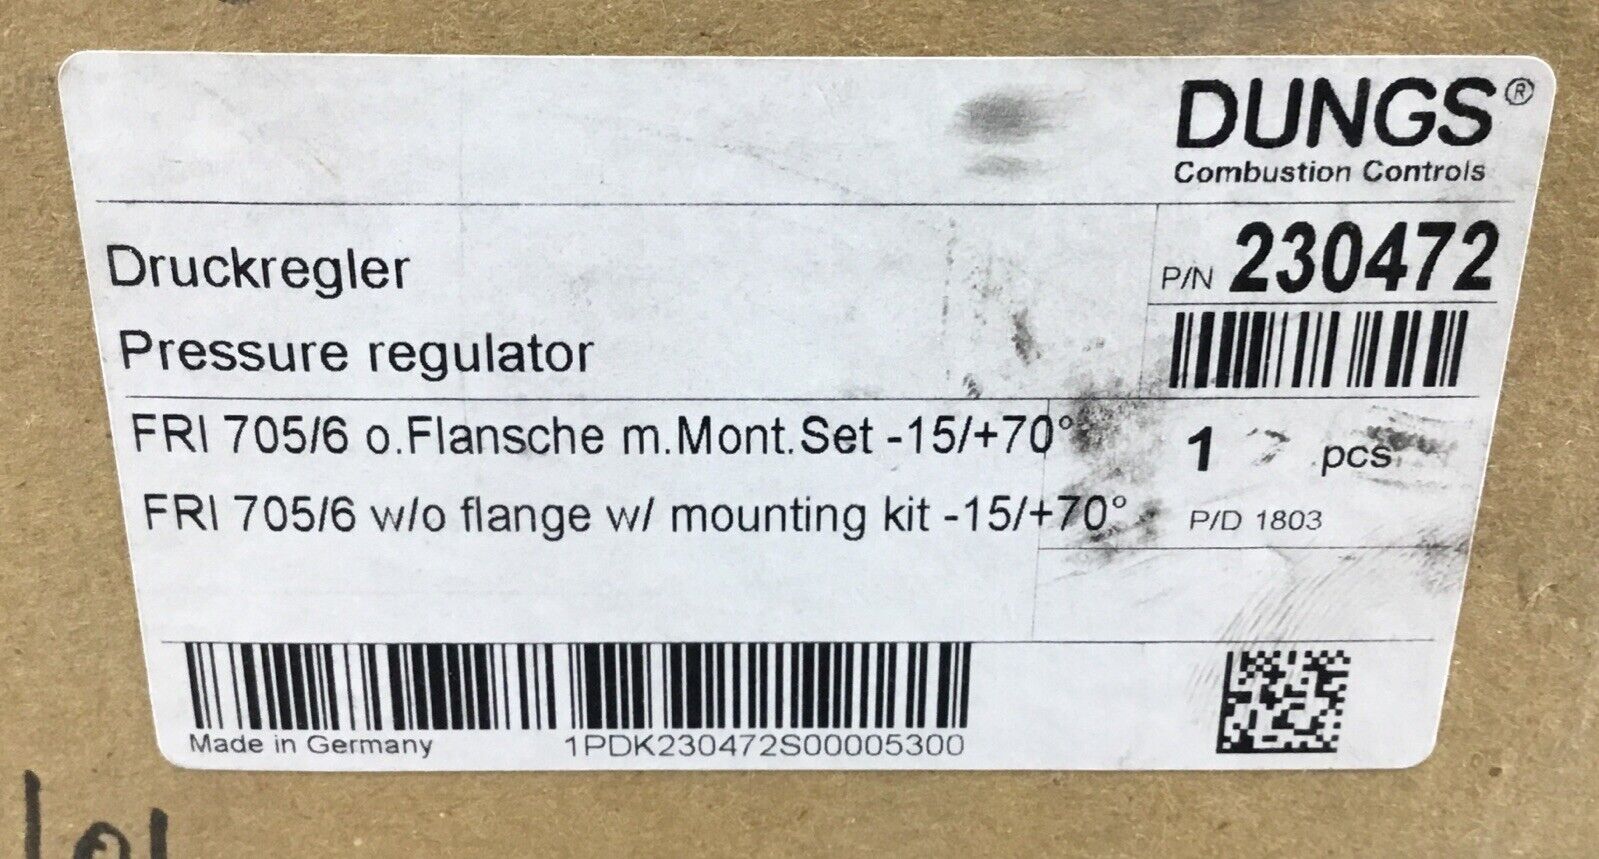 DUNGS®
Combustion Controls
Druckregler
Pressure regulator
P/N 230472
FRI 705/6 o.Flansche m.Mont.Set -15/+70°
FRI 705/6 w/o flange w/ mounting kit -15/+70°
1 pcs
P/D 1803
Made in Germany
1PDK230472S00005300